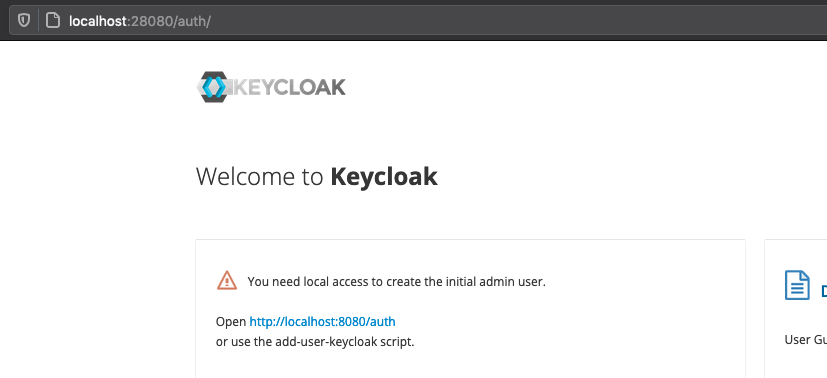 localhost:28080/auth/
KEYCLOAK
Welcome to Keycloak
You need local access to create the initial admin user.
Open http://localhost:8080/auth
or use the add-user-keycloak script.
User Gu